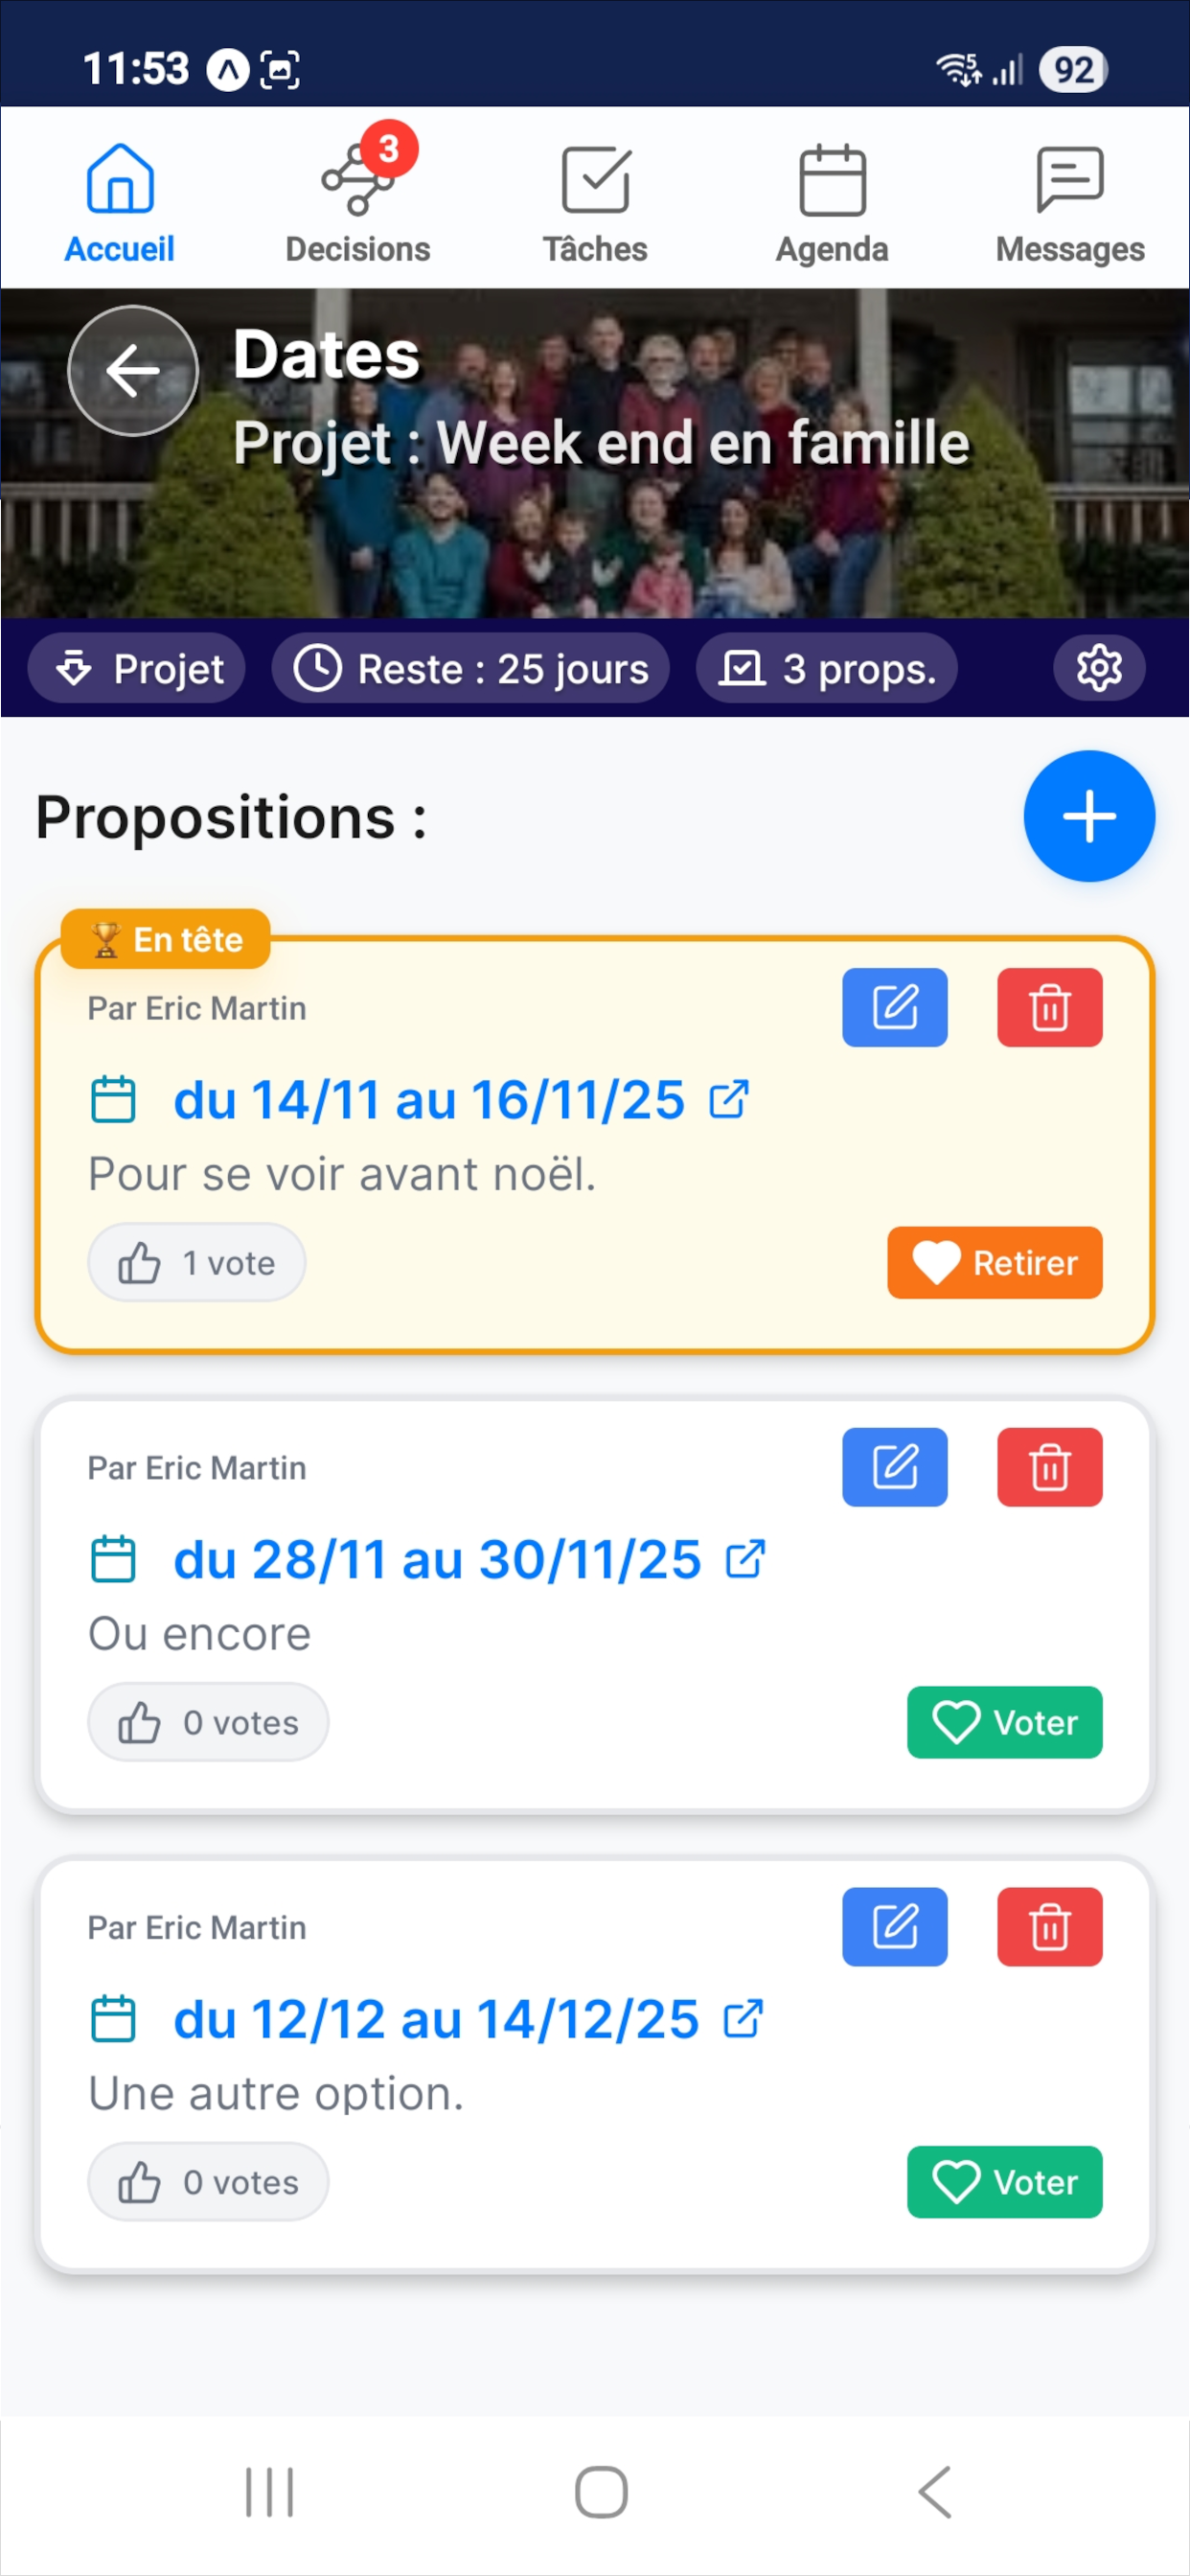 11:53
5
92
3
Accueil
Decisions
Tâches
Agenda
Messages
Dates
Projet : Week end en famille
Projet
Reste : 25 jours
3 props.
Propositions :
🏆 En tête
Par Eric Martin
du 14/11 au 16/11/25
Pour se voir avant noël.
1 vote
Retirer
Par Eric Martin
du 28/11 au 30/11/25
Ou encore
0 votes
Voter
Par Eric Martin
du 12/12 au 14/12/25
Une autre option.
0 votes
Voter